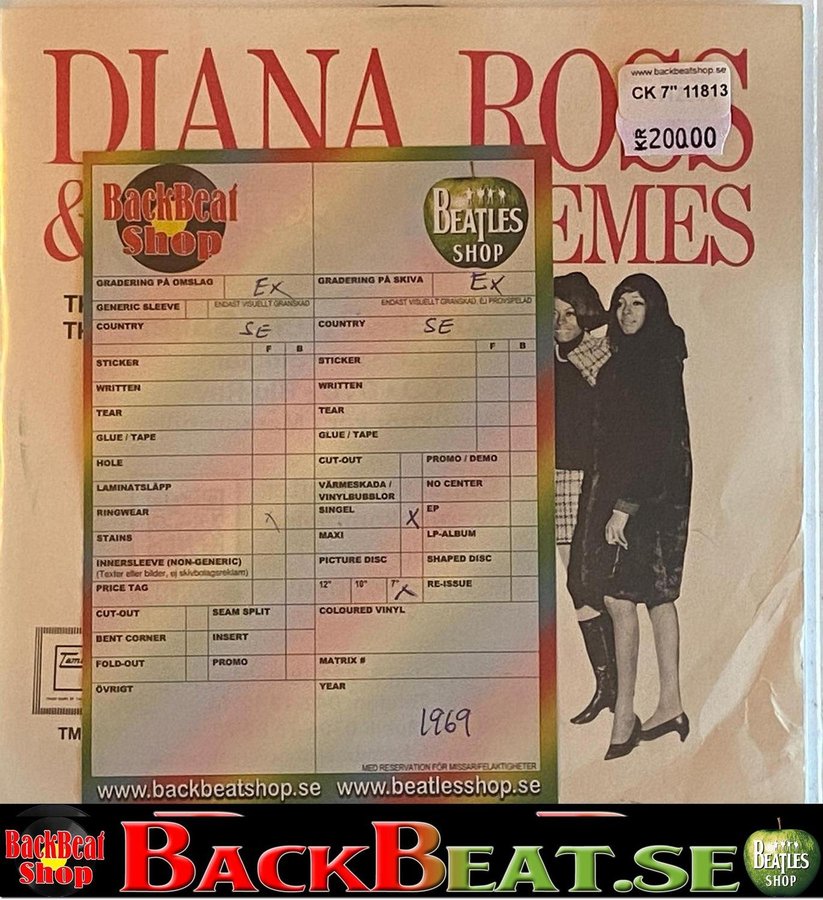 DIANA ROSS
www.backbeatshop.se
CK 7" 11813
KR 200.00
&
EMES
TH
TH
BackBeat
Shop
BEATLES
SHOP
GRADERING PÅ OMSLAG Ex
GRADERING PÅ SKIVA Ex
GENERIC SLEEVE ENDAST VISUELLT GRANSKAD
ENDAST VISUELLT GRANSKAD, EJ PROVSPELAD
COUNTRY SE
COUNTRY SE
F B
F B
STICKER
STICKER
WRITTEN
WRITTEN
TEAR
TEAR
GLUE / TAPE
GLUE / TAPE
HOLE
CUT-OUT
PROMO / DEMO
LAMINATSLÄPP
VÄRMESKADA /
VINYLBUBBLOR
NO CENTER
RINGWEAR X
SINGEL X
EP
STAINS
MAXI
LP-ALBUM
INNERSLEEVE (NON-GENERIC)
(Texter eller bilder, ej skivbolagsreklam)
PICTURE DISC
SHAPED DISC
PRICE TAG
12" 10" 7" X
RE-ISSUE
CUT-OUT
SEAM SPLIT
COLOURED VINYL
BENT CORNER
INSERT
FOLD-OUT
PROMO
MATRIX #
ÖVRIGT
YEAR
1969
MED RESERVATION FÖR MISSAR/FELAKTIGHETER
www.backbeatshop.se www.beatlesshop.se
Tam
TM
BackBeat
Shop
BACKBEAT.SE
BEATLES
SHOP